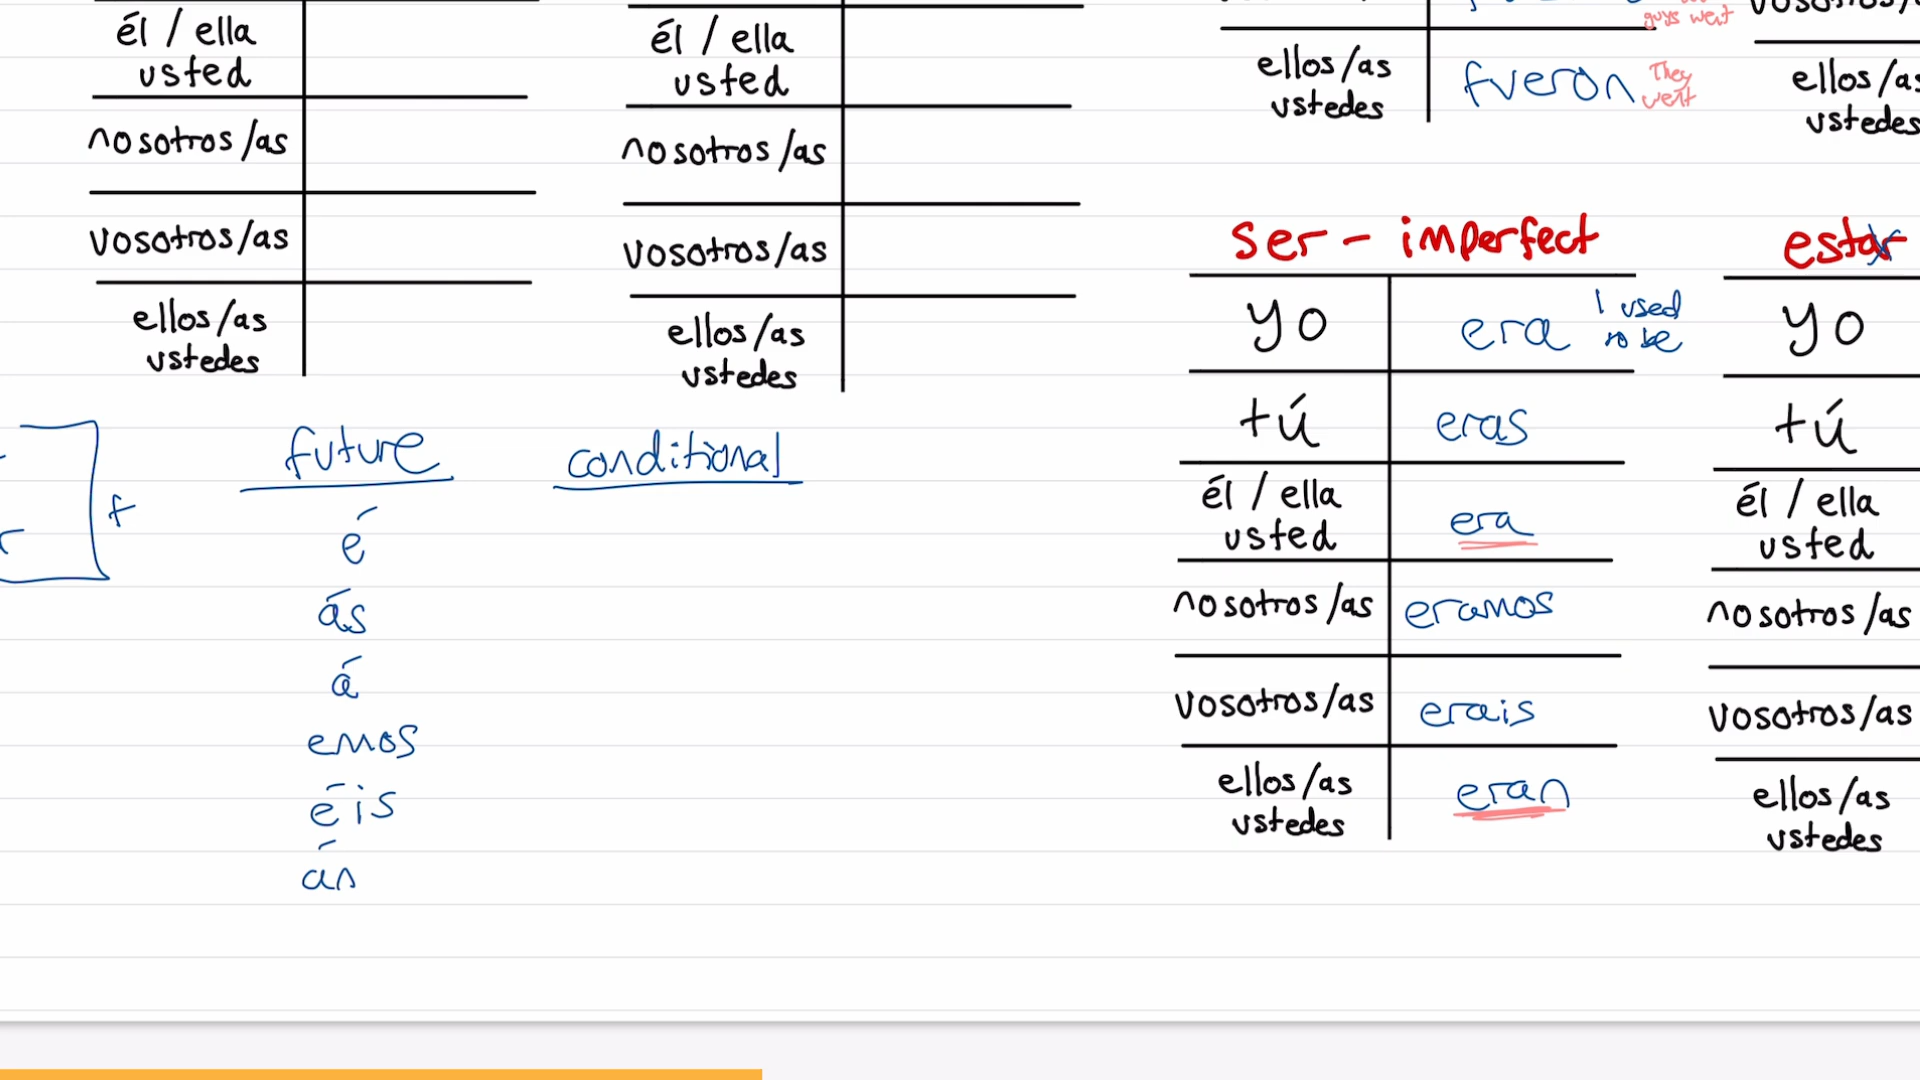 él / ella
usted
nosotros/as
vosotros/as
ellos/as
ustedes
él / ella
usted
nosotros/as
vosotros/as
ellos/as
ustedes
guys went
ellos/as
ustedes
fueron
They
went
ellos/as
ustedes
future
é
ás
á
emos
éis
án
conditional
ser - imperfect
yo
era
I used
to be
tú
eras
él / ella
usted
era
nosotros/as
eramos
vosotros/as
erais
ellos/as
ustedes
eran
estar
yo
tú
él / ella
usted
nosotros/as
vosotros/as
ellos/as
ustedes